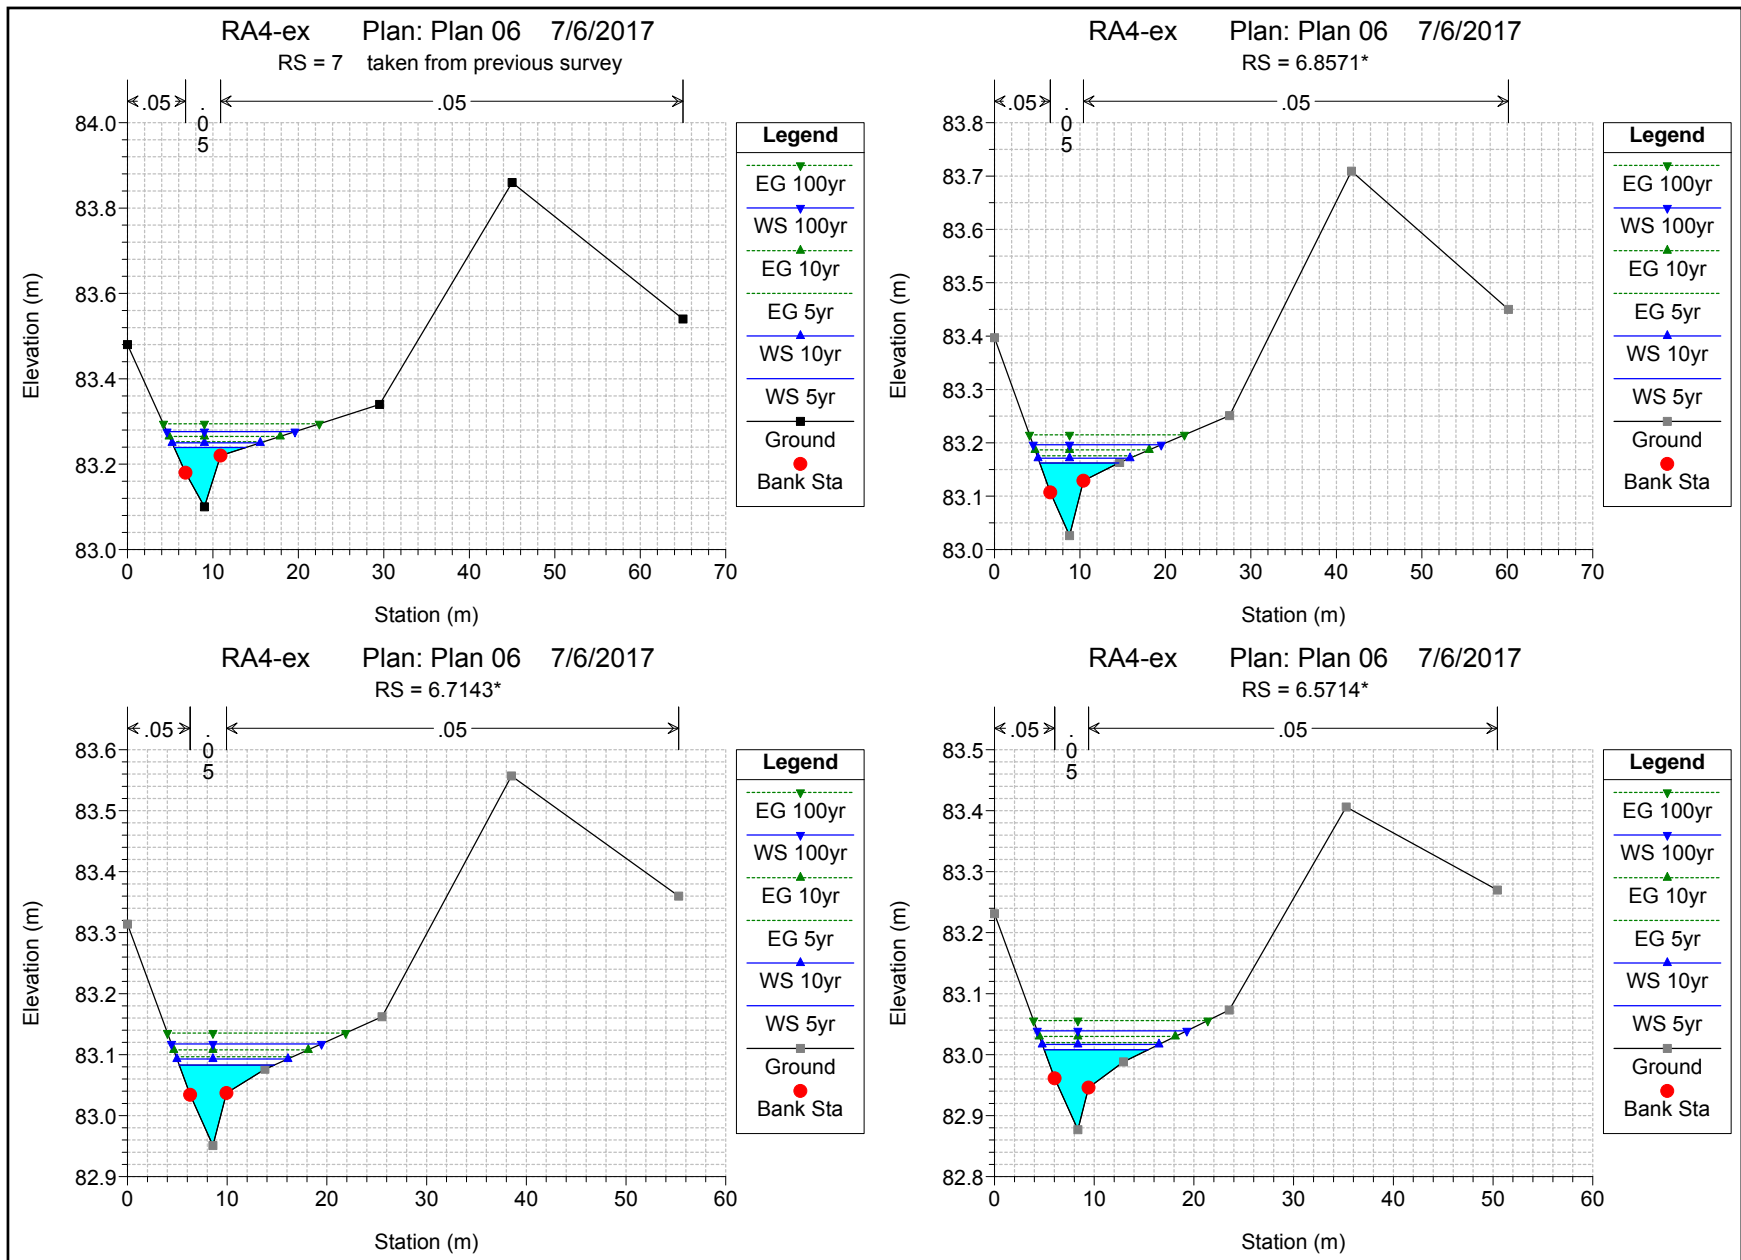 RA4-ex Plan: Plan 06 7/6/2017
RS = 7 taken from previous survey
.05
.05
.05
Elevation (m)
84.0
83.8
83.6
83.4
83.2
83.0
0 10 20 30 40 50 60 70
Station (m)
Legend
EG 100yr
WS 100yr
EG 10yr
EG 5yr
WS 10yr
WS 5yr
Ground
Bank Sta
RA4-ex Plan: Plan 06 7/6/2017
RS = 6.8571*
.05
.05
.05
Elevation (m)
83.8
83.7
83.6
83.5
83.4
83.3
83.2
83.1
83.0
0 10 20 30 40 50 60 70
Station (m)
Legend
EG 100yr
WS 100yr
EG 10yr
EG 5yr
WS 10yr
WS 5yr
Ground
Bank Sta
RA4-ex Plan: Plan 06 7/6/2017
RS = 6.7143*
.05
.05
.05
Elevation (m)
83.6
83.5
83.4
83.3
83.2
83.1
83.0
82.9
0 10 20 30 40 50 60
Station (m)
Legend
EG 100yr
WS 100yr
EG 10yr
EG 5yr
WS 10yr
WS 5yr
Ground
Bank Sta
RA4-ex Plan: Plan 06 7/6/2017
RS = 6.5714*
.05
.05
.05
Elevation (m)
83.5
83.4
83.3
83.2
83.1
83.0
82.9
82.8
0 10 20 30 40 50 60
Station (m)
Legend
EG 100yr
WS 100yr
EG 10yr
EG 5yr
WS 10yr
WS 5yr
Ground
Bank Sta